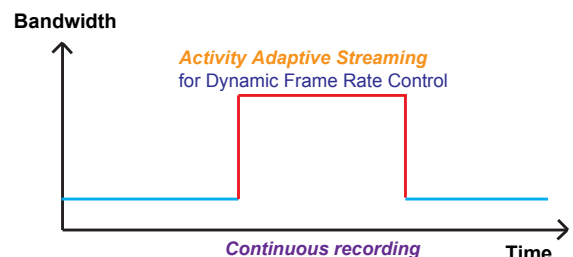 Bandwidth
Activity Adaptive Streaming
for Dynamic Frame Rate Control
Continuous recording
Time